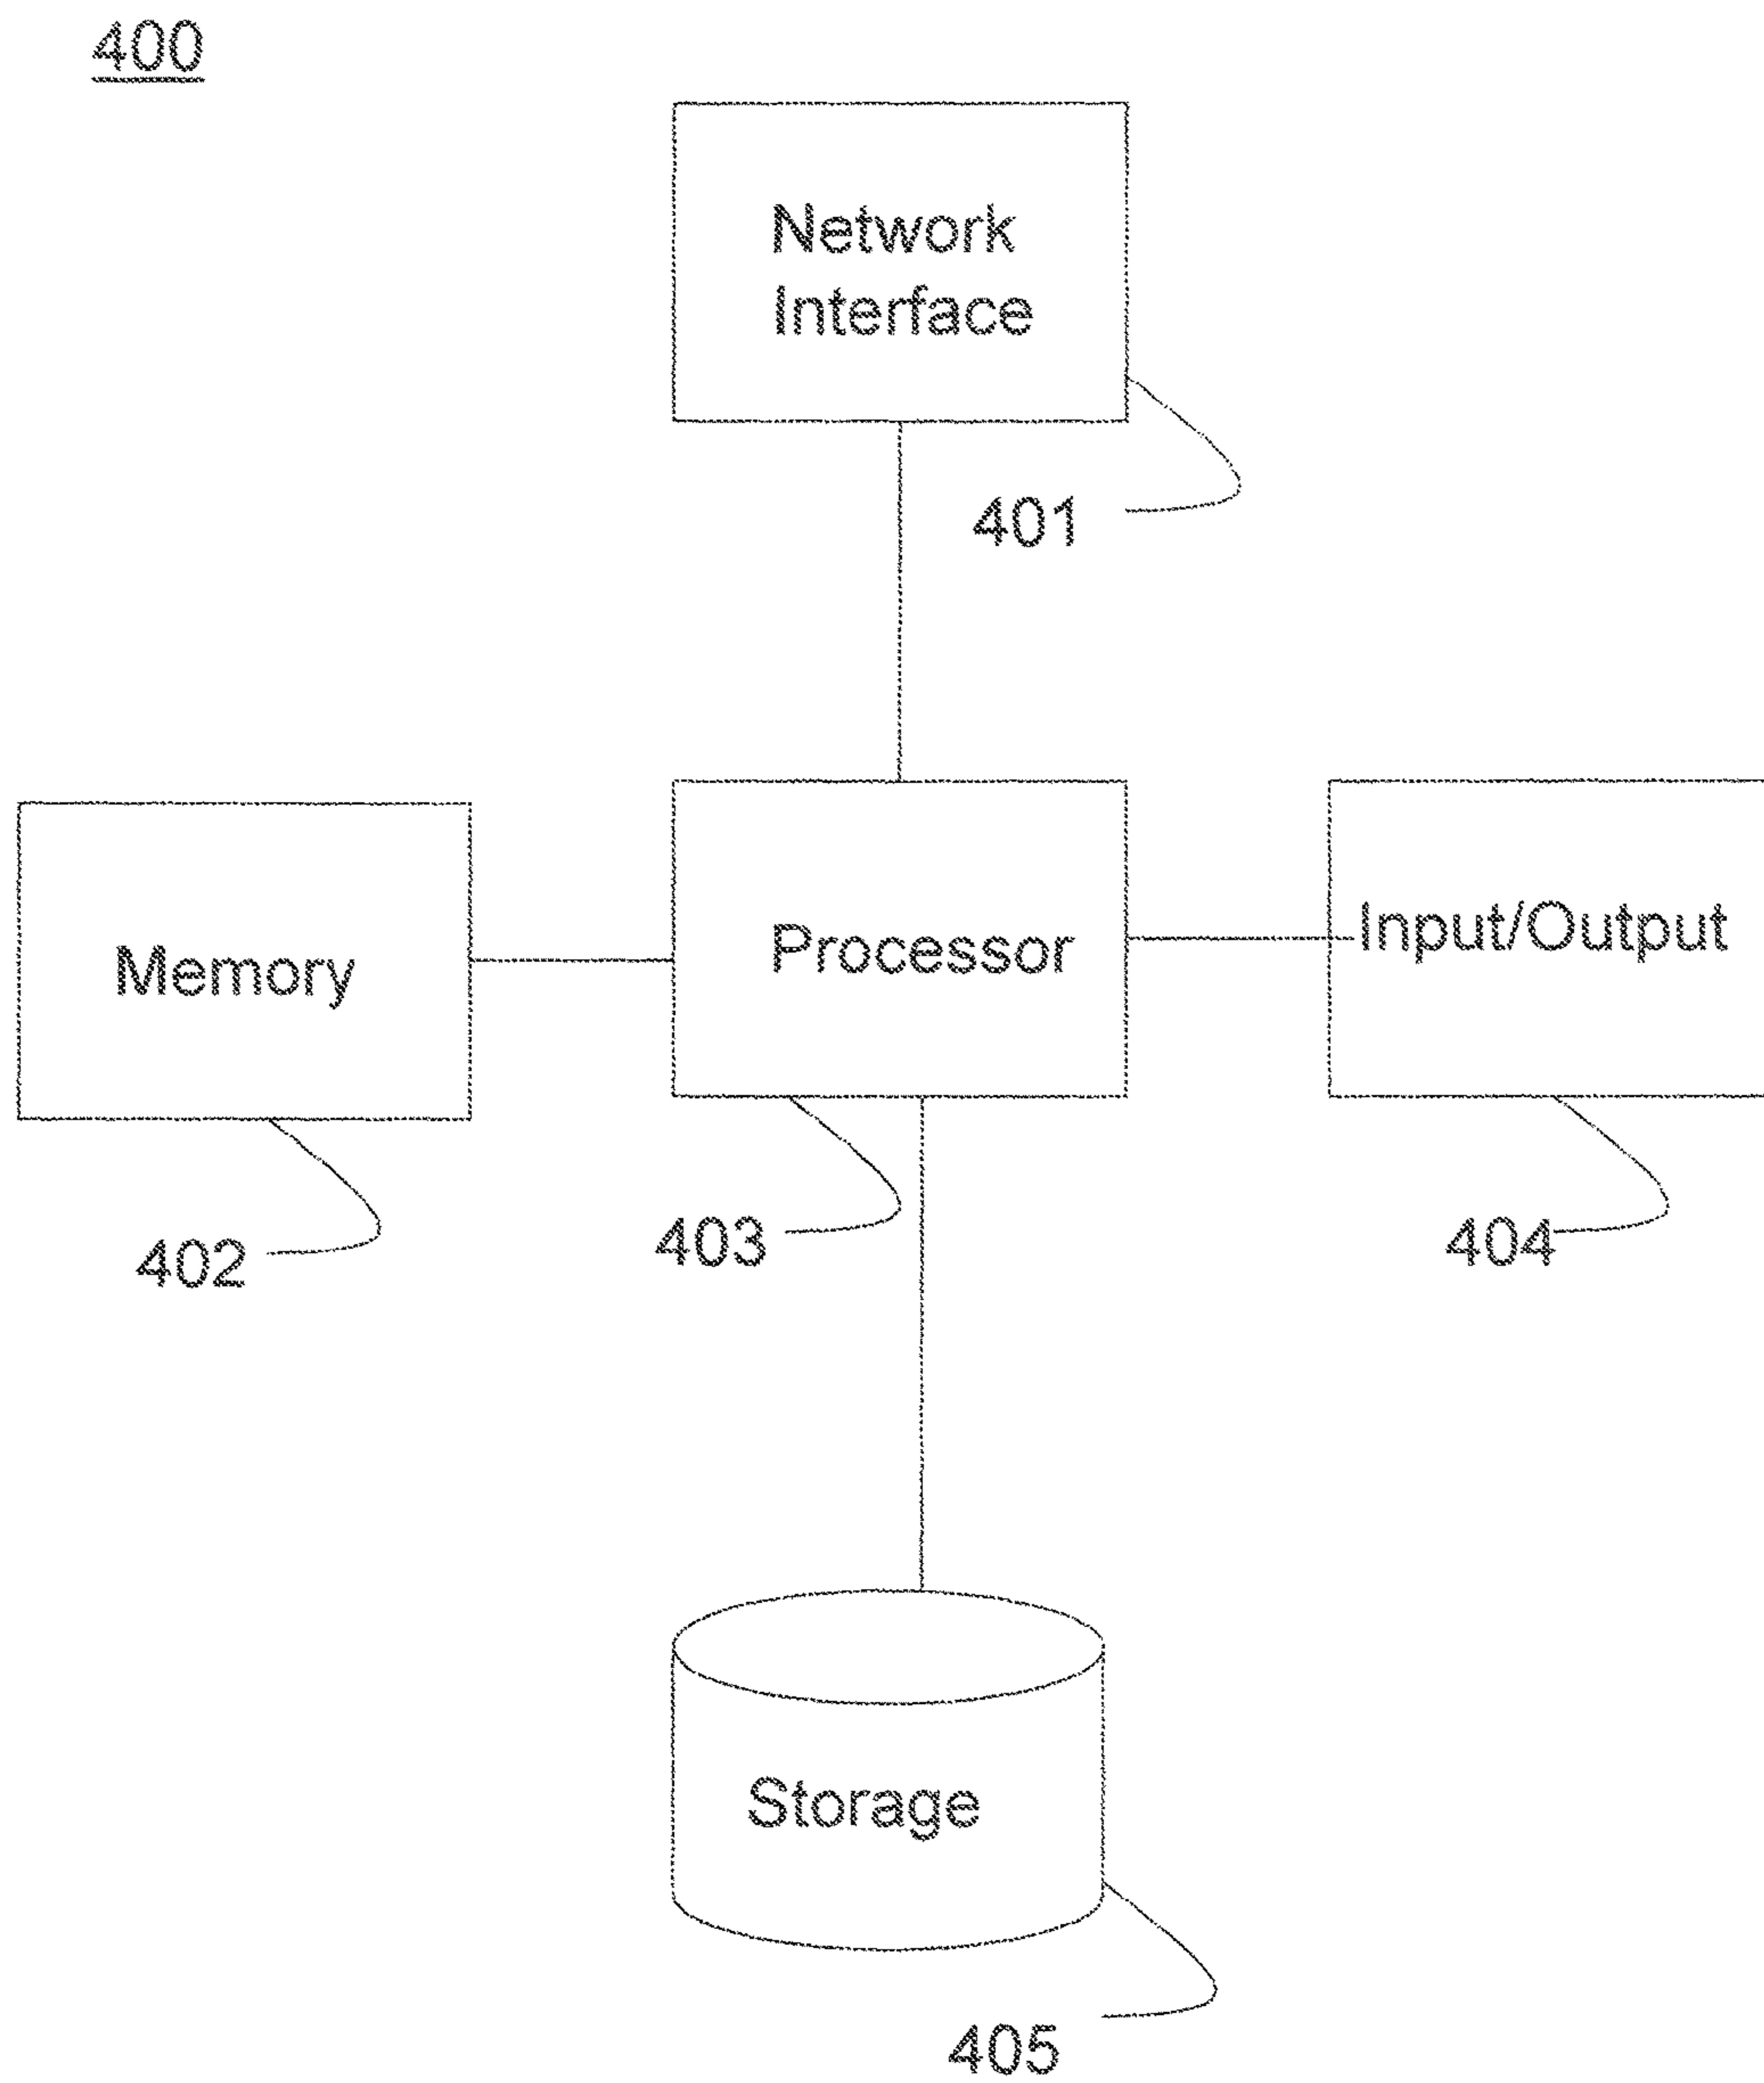 400
Network
Interface
401
Memory
Processor
Input/Output
402
403
404
Storage
405